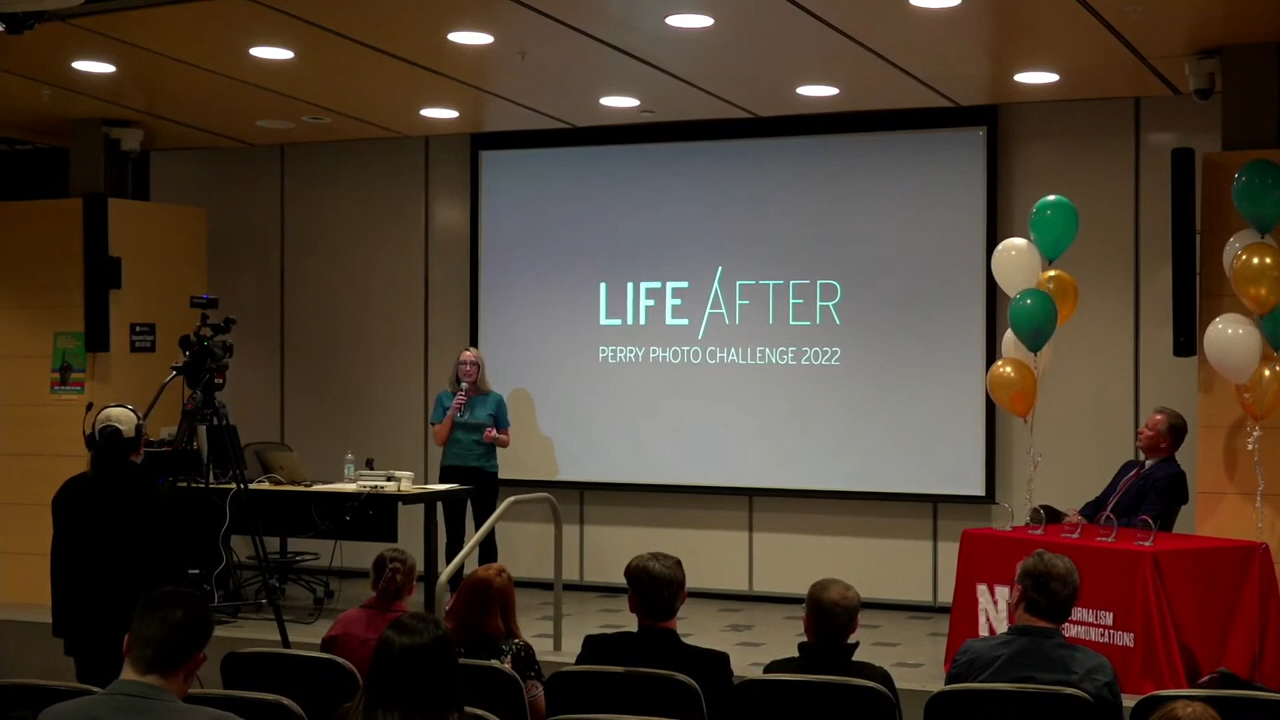 LIFE AFTER
PERRY PHOTO CHALLENGE 2022
N
JOURNALISM
COMMUNICATIONS